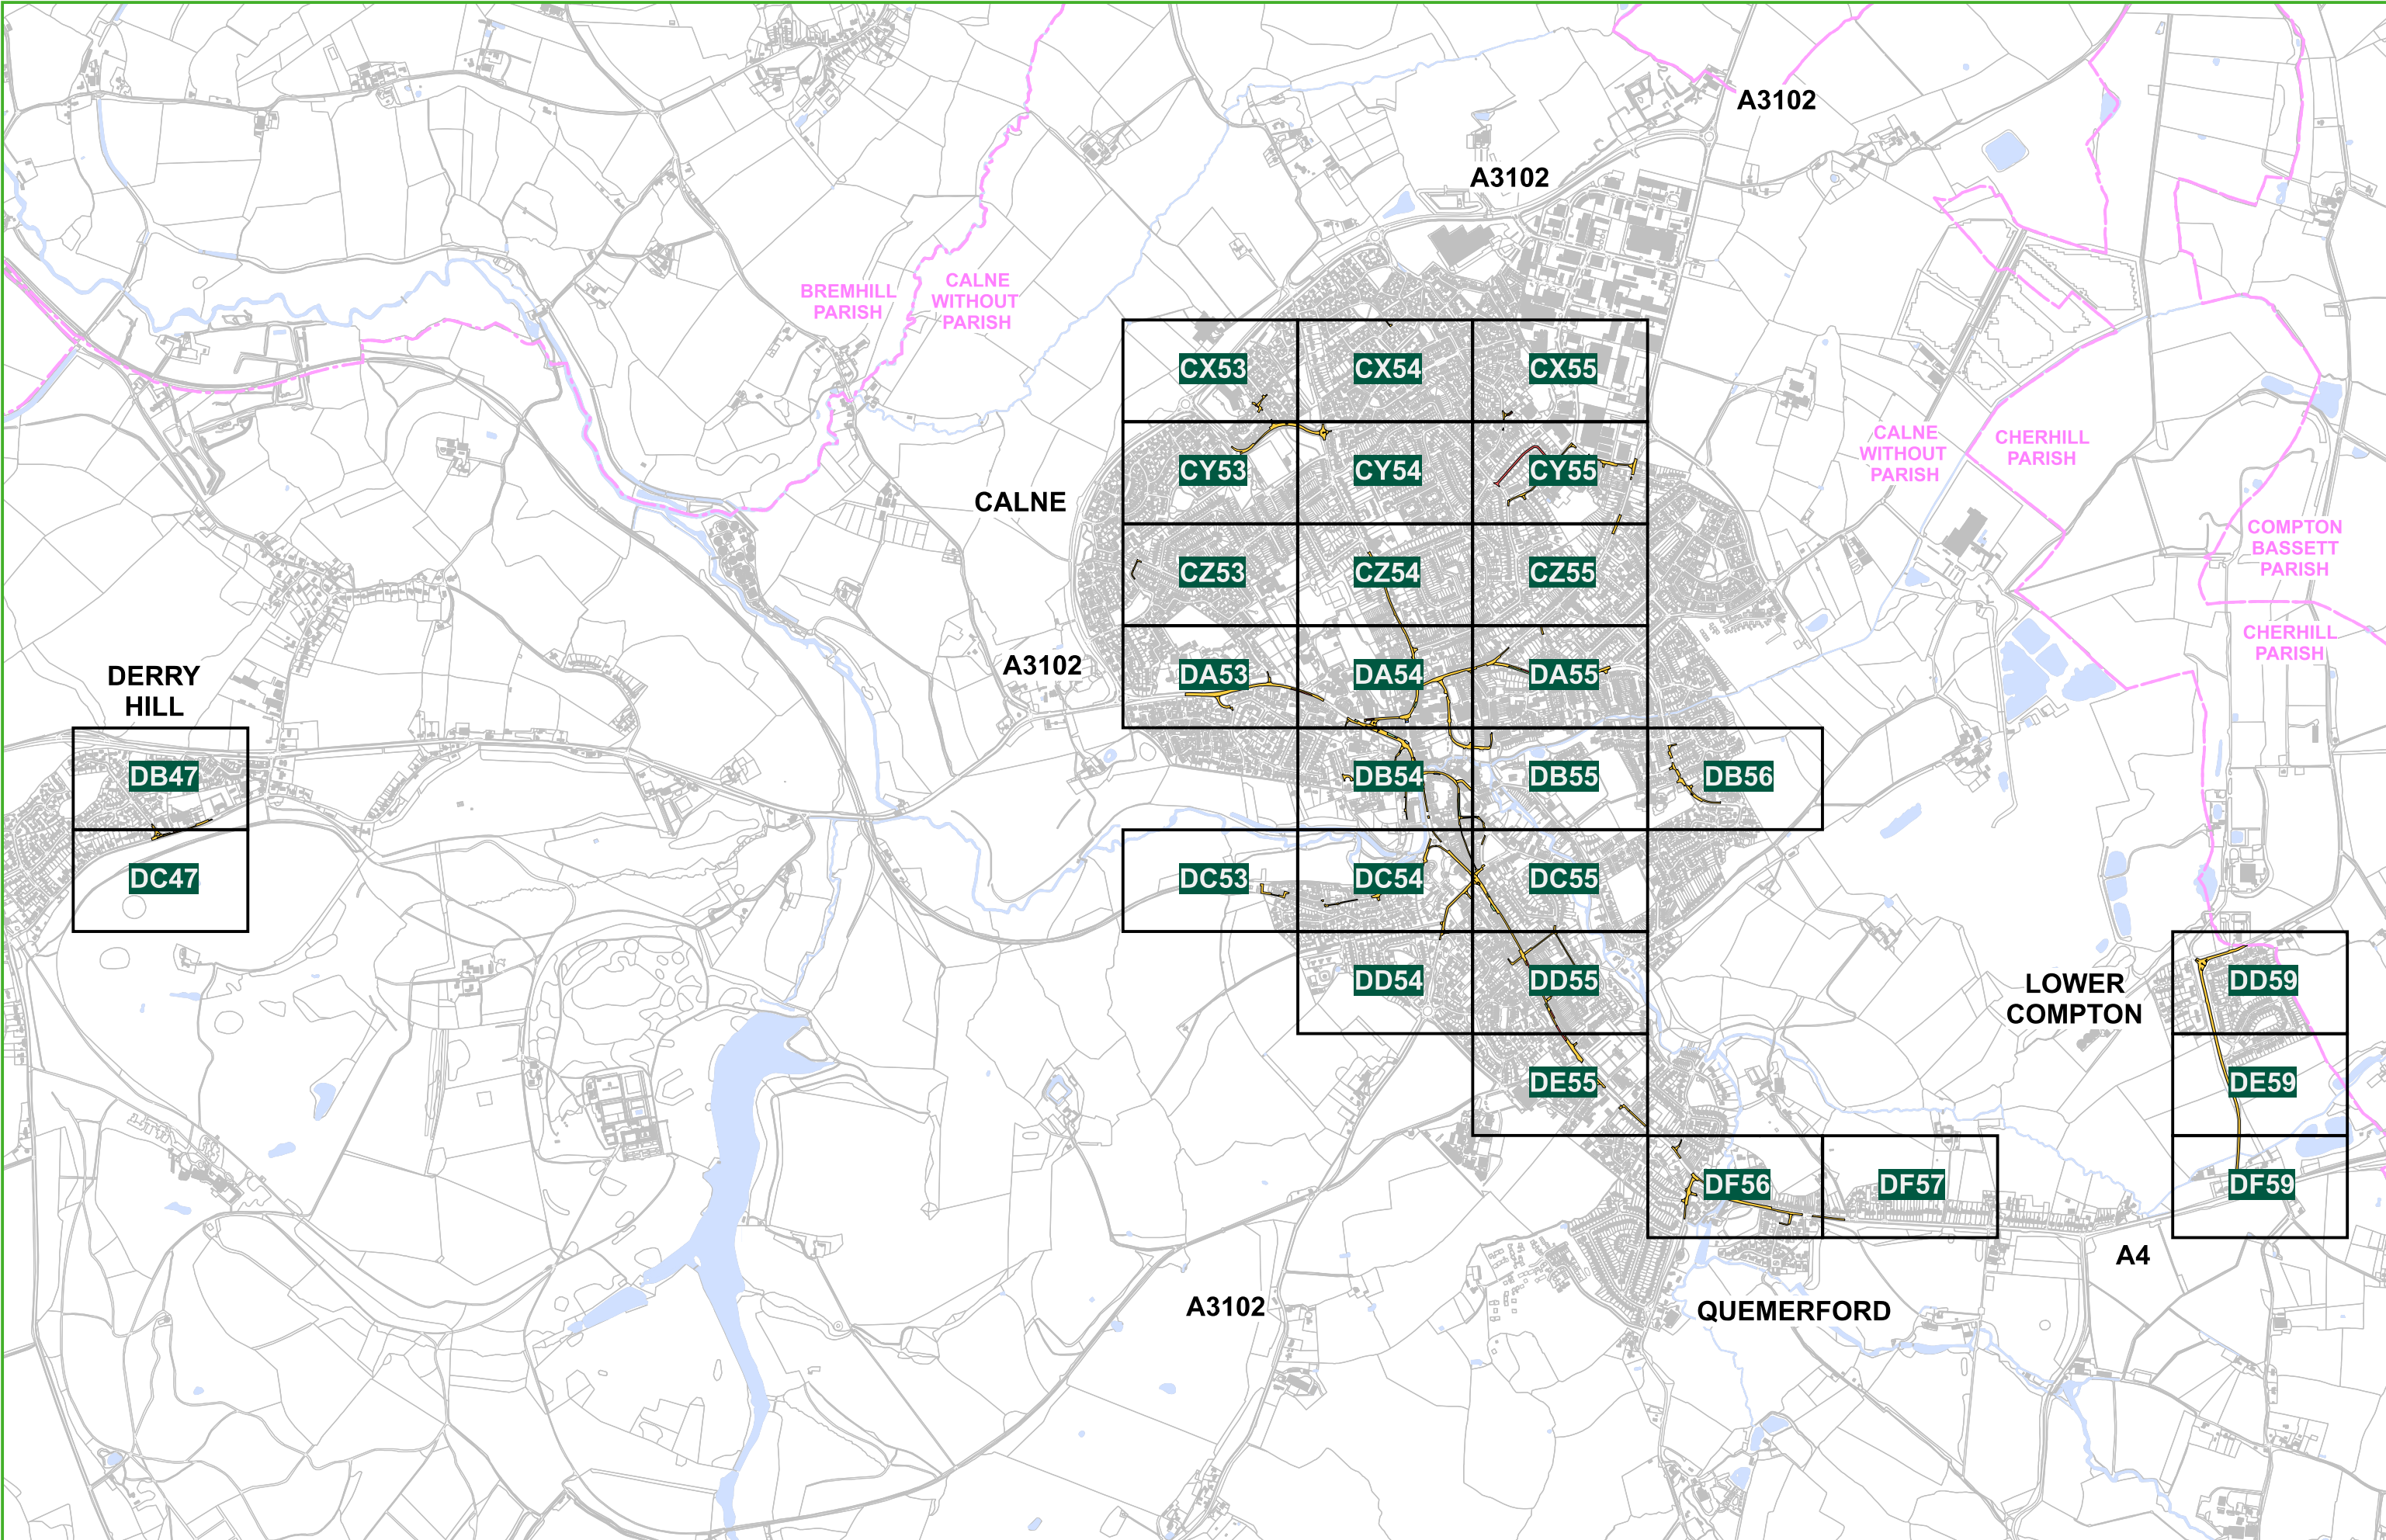 A3102
A3102
BREMHILL
PARISH
CALNE
WITHOUT
PARISH
CX53
CX54
CX55
CALNE
WITHOUT
PARISH
CHERHILL
PARISH
CY53
CY54
CY55
CALNE
COMPTON
BASSETT
PARISH
CZ53
CZ54
CZ55
CHERHILL
PARISH
A3102
DERRY
HILL
DA53
DA54
DA55
DB47
DB54
DB55
DB56
DC47
DC53
DC54
DC55
DD54
DD55
LOWER
COMPTON
DD59
DE55
DE59
DF56
DF57
DF59
A4
A3102
QUEMERFORD